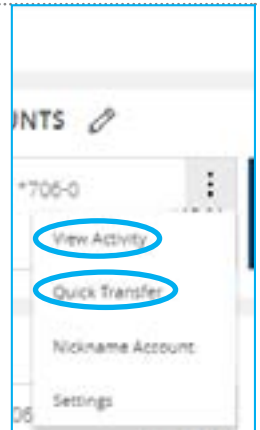 UNTS
*706-0
View Activity
Quick Transfer
Nickname Account
Settings
06